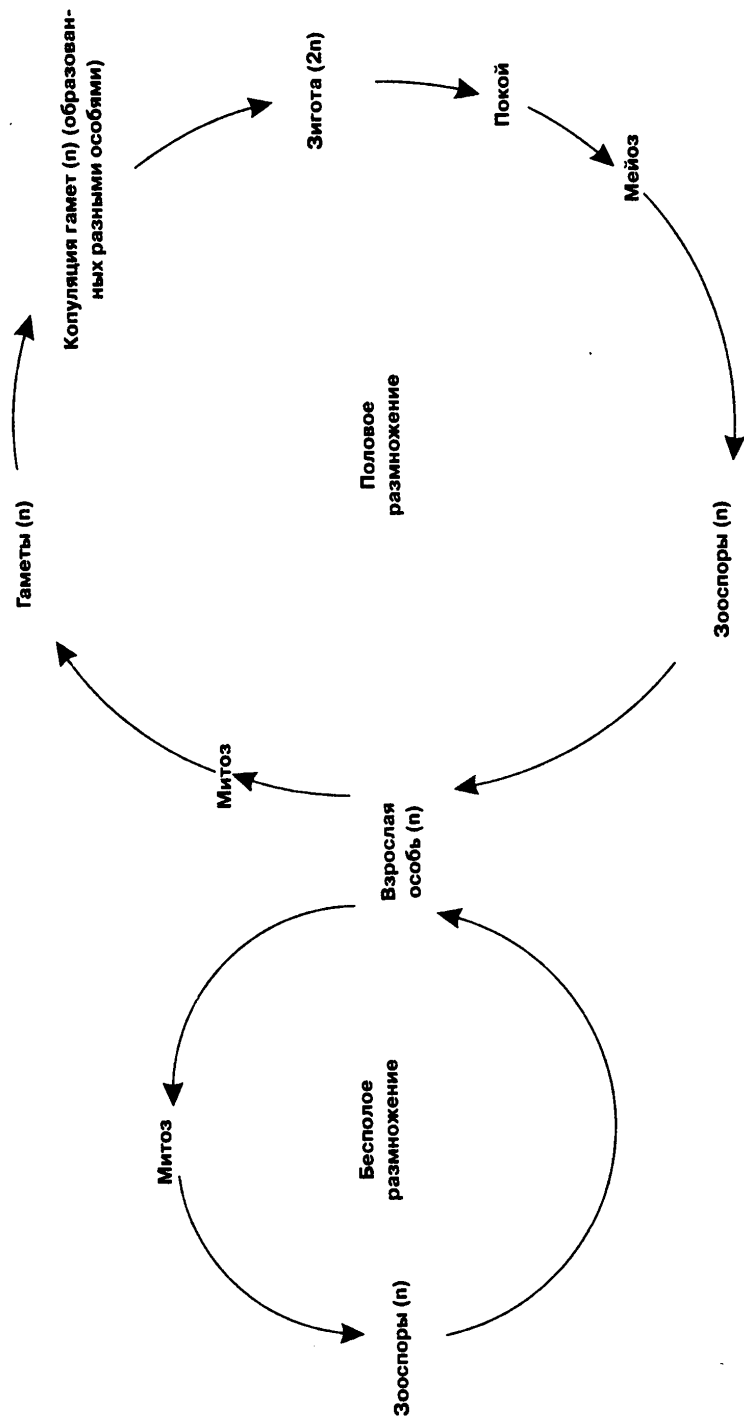 Гаметы (n)
Копуляция гамет (n) (образован-
ных разными особями)
Зигота (2n)
Покой
Мейоз
Зооспоры (n)
Половое
размножение
Митоз
Взрослая
особь (n)
Митоз
Бесполое
размножение
Зооспоры (n)